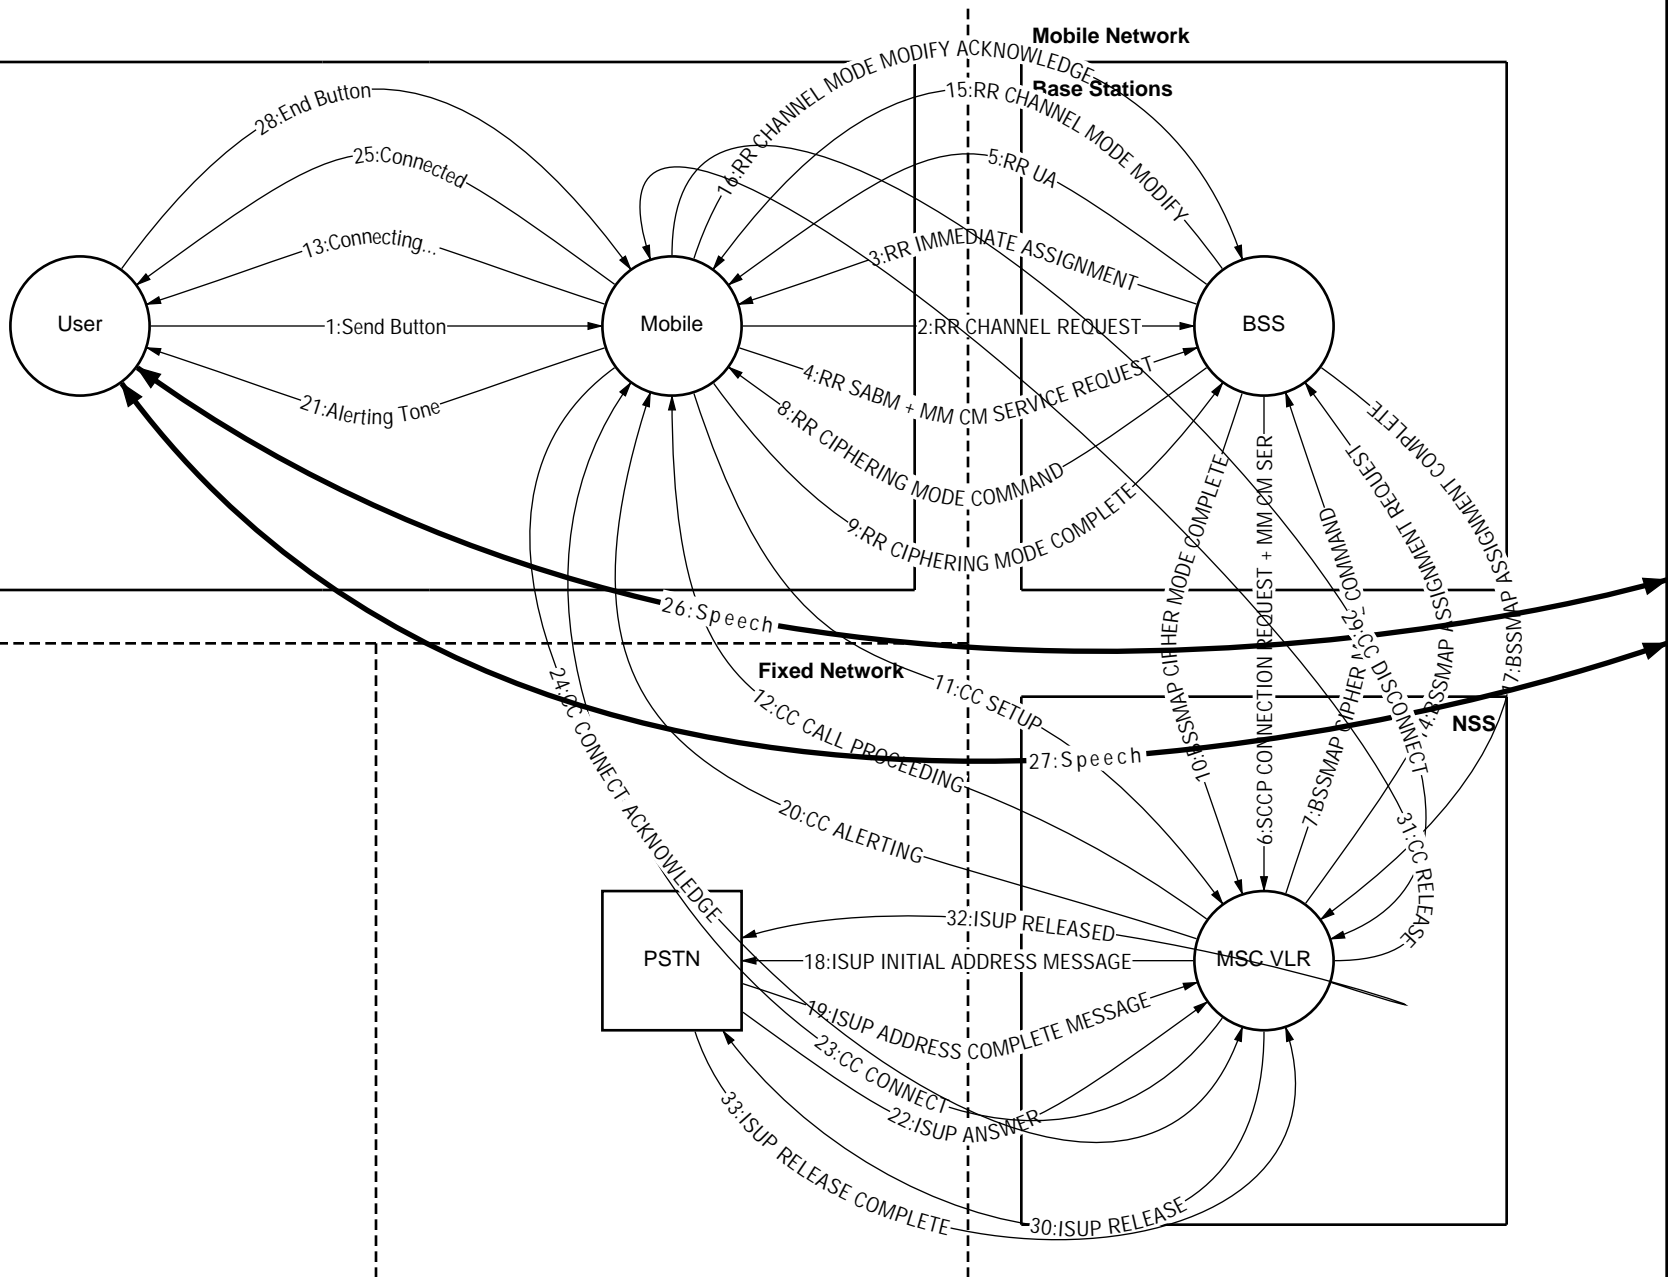 Mobile Network
Base Stations
16:RR CHANNEL MODE MODIFY ACKNOWLEDGE
15:RR CHANNEL MODE MODIFY
28:End Button
25:Connected
5:RR UA
13:Connecting...
3:RR IMMEDIATE ASSIGNMENT
User
1:Send Button
Mobile
2:RR CHANNEL REQUEST
BSS
21:Alerting Tone
4:RR SABM + MM CM SERVICE REQUEST
8:RR CIPHERING MODE COMMAND
9:RR CIPHERING MODE COMPLETE
10:BSSMAP CIPHER MODE COMPLETE
6:SCCP CONNECTION REQUEST + MM CM SER
7:BSSMAP CIPHER M
COMMAND
29:CC DISCONNECT
4:BSSMAP ASSIGNMENT REQUEST
17:BSSMAP ASSIGNMENT COMPLETE
26:Speech
Fixed Network
11:CC SETUP
12:CC CALL PROCEEDING
24:CC CONNECT ACKNOWLEDGE
27:Speech
NSS
20:CC ALERTING
31:CC RELEASE
32:ISUP RELEASED
PSTN
18:ISUP INITIAL ADDRESS MESSAGE
MSC VLR
19:ISUP ADDRESS COMPLETE MESSAGE
23:CC CONNECT
22:ISUP ANSWER
33:ISUP RELEASE COMPLETE
30:ISUP RELEASE